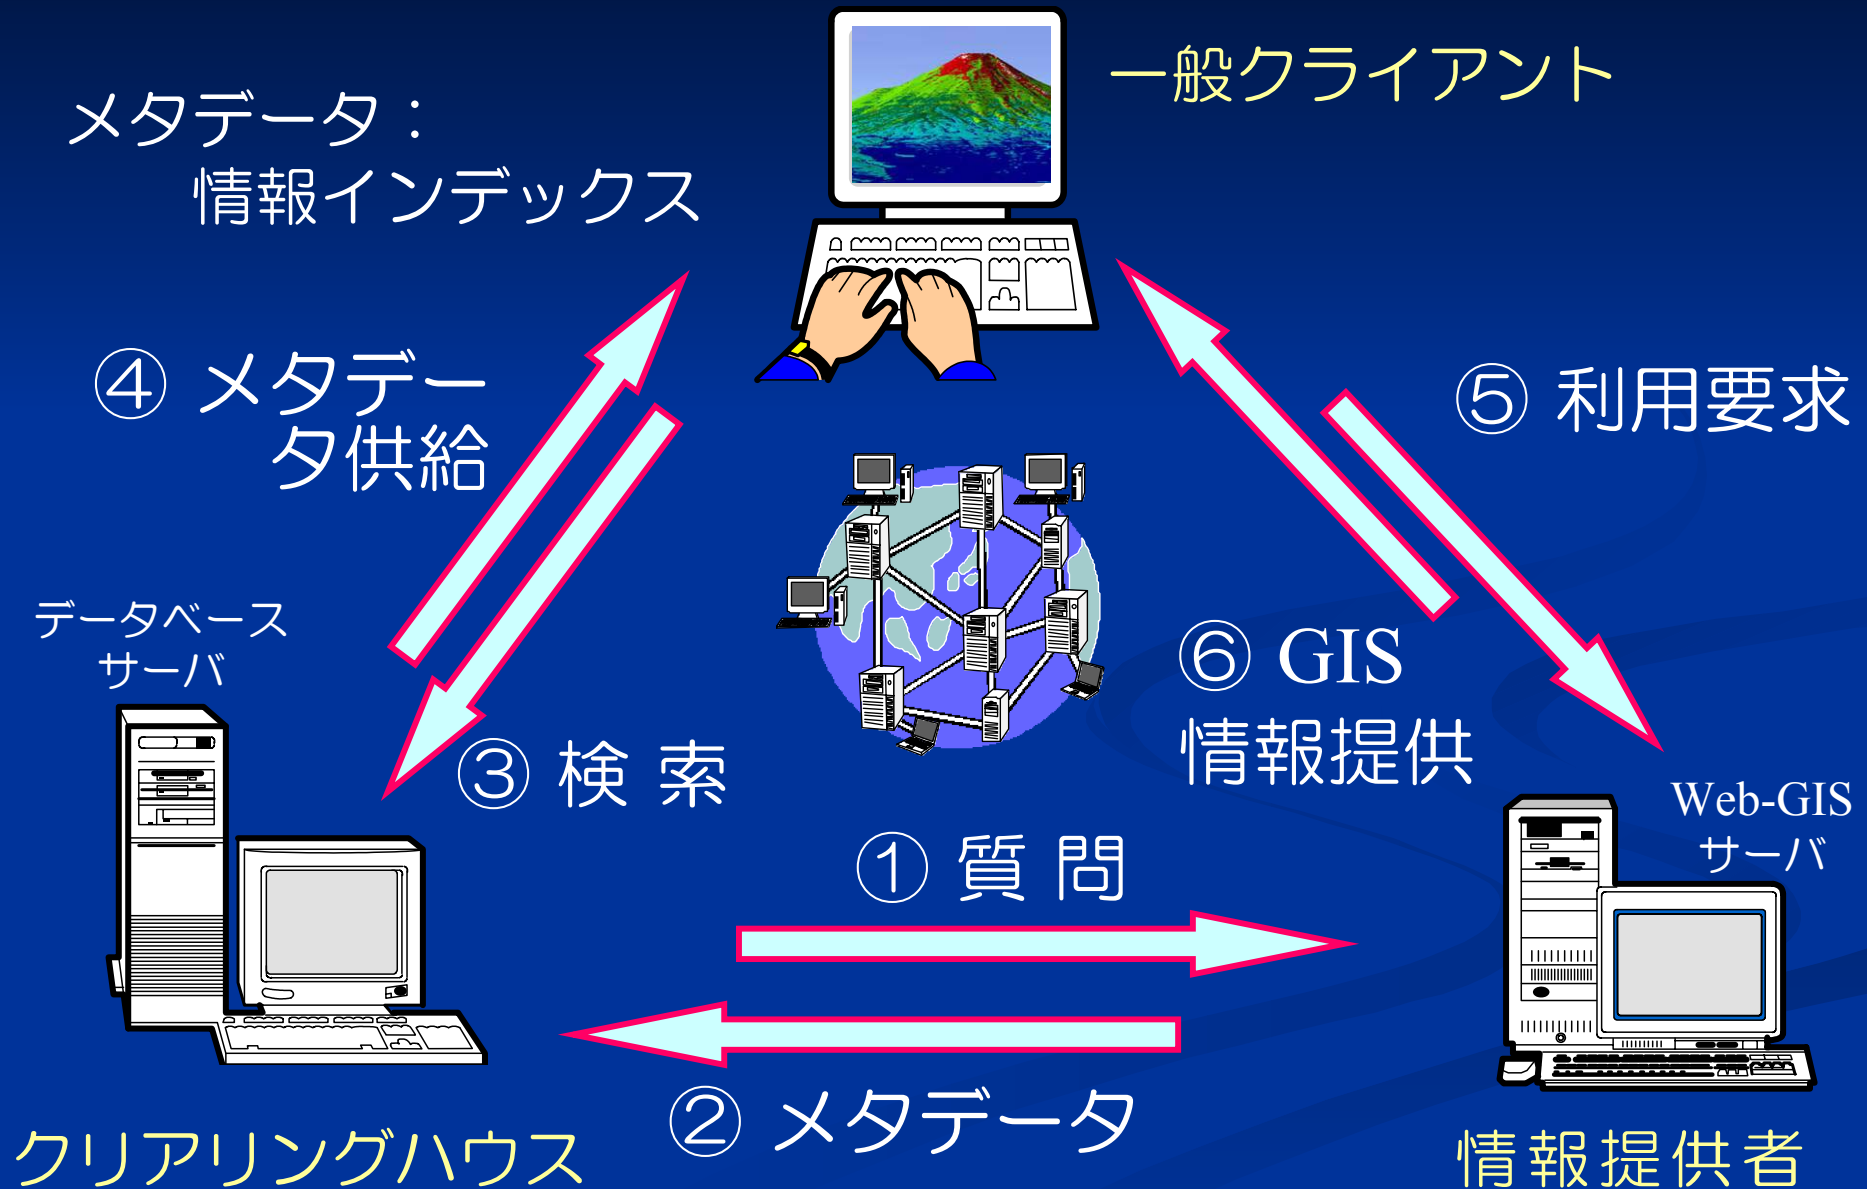 一般クライアント
メタデータ：
情報インデックス
④ メタデー
タ供給
⑤ 利用要求
データベース
サーバ
⑥ GIS
情報提供
③ 検 索
Web-GIS
サーバ
① 質 問
② メタデータ
クリアリングハウス
情報提供者